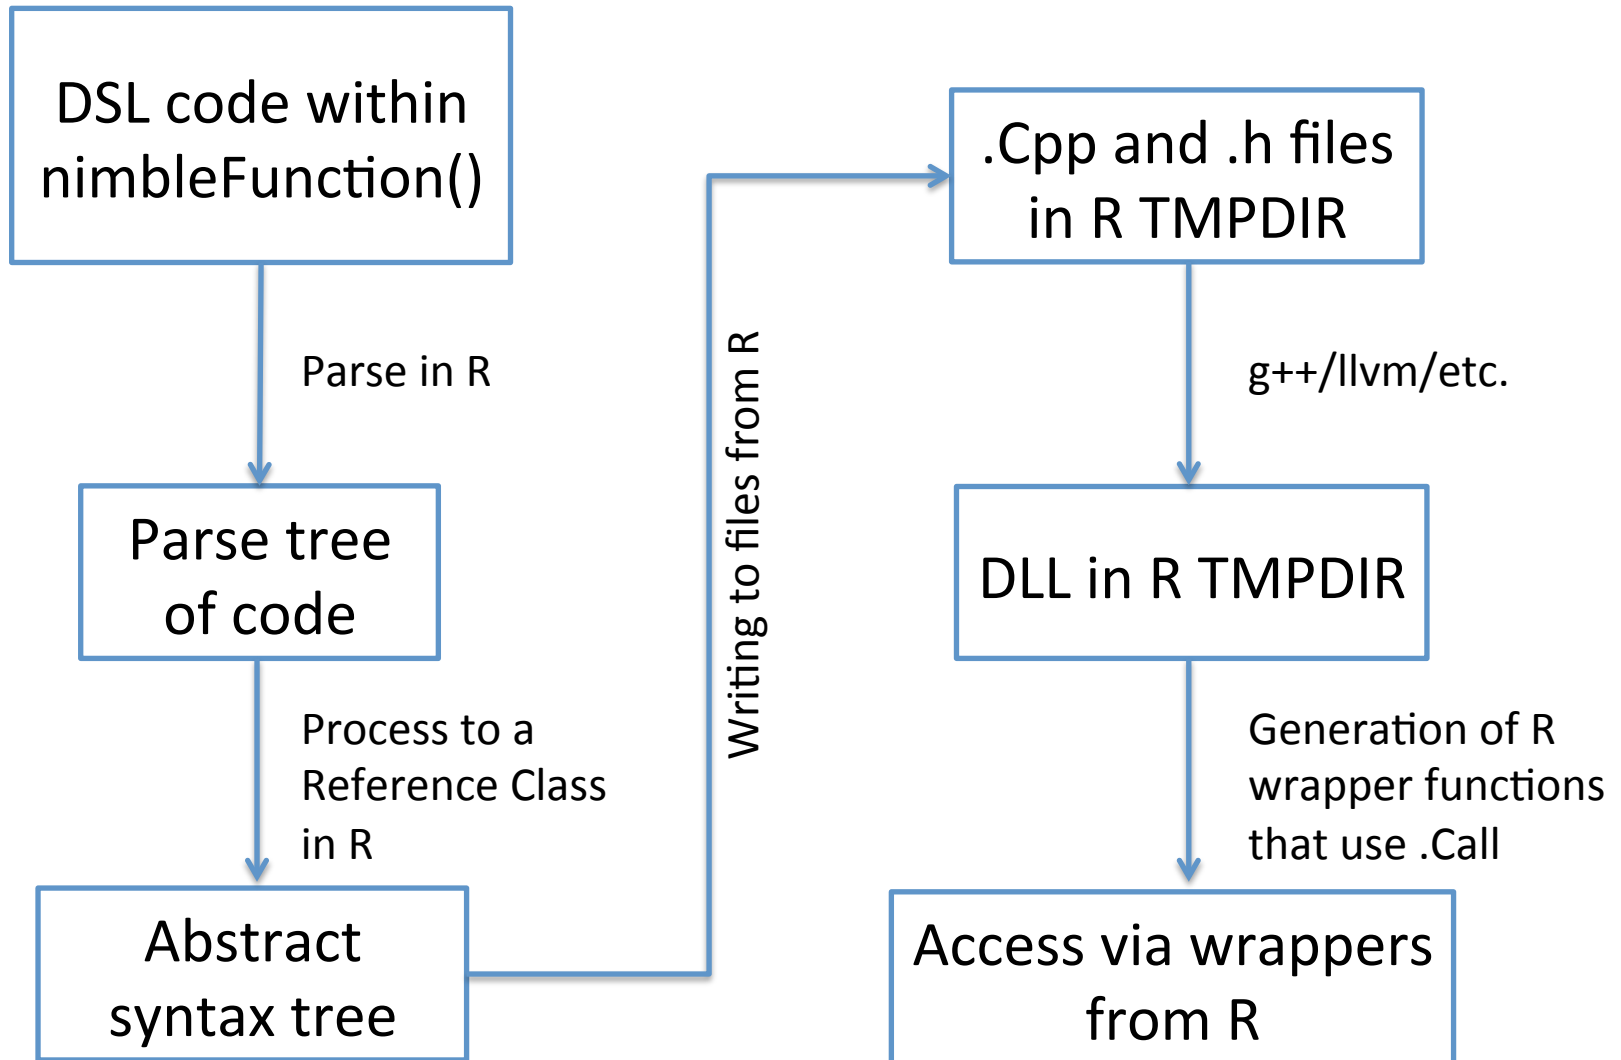 DSL code within
nimbleFunction()
Parse in R
Parse tree
of code
Process to a
Reference Class
in R
Abstract
syntax tree
Writing to files from R
.Cpp and .h files
in R TMPDIR
g++/llvm/etc.
DLL in R TMPDIR
Generation of R
wrapper functions
that use .Call
Access via wrappers
from R